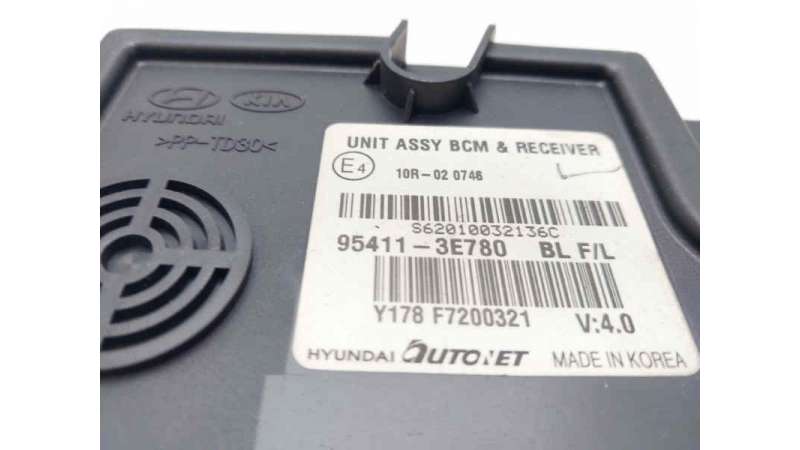 HYUNDAI KIA
>PP-TD30<
UNIT ASSY BCM & RECEIVER
E4
10R-02 0746
S62010032136C
95411-3E780 BL F/L
Y178 F7200321 V:4.0
HYUNDAI AUTONET MADE IN KOREA